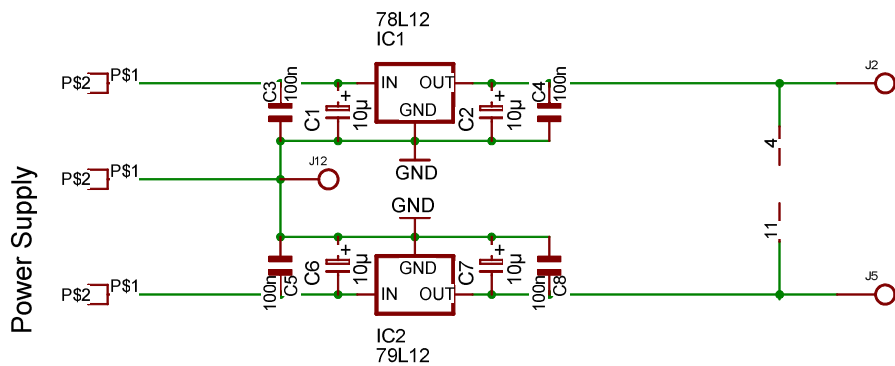 78L12
IC1
P$2
P$1
C3
100n
C1
10µ
+
IN
OUT
GND
C2
10µ
+
C4
100n
J2
GND
4
P$2
P$1
J12
Power Supply
GND
11
P$2
P$1
100n
C5
C6
10µ
+
GND
IN
OUT
C7
10µ
+
100n
C8
J5
IC2
79L12